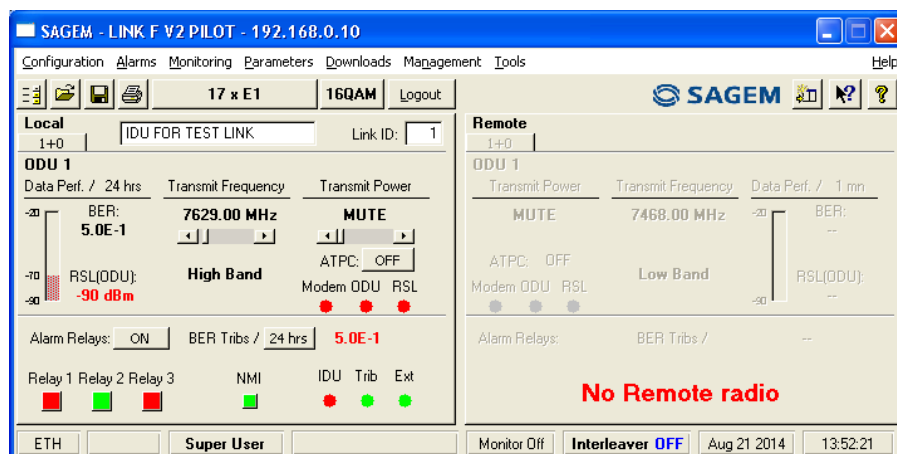 SAGEM - LINK F V2 PILOT - 192.168.0.10
Configuration Alarms Monitoring Parameters Downloads Management Tools Help
17 x E1 16QAM Logout SAGEM
Local
1+0 IDU FOR TEST LINK Link ID: 1
ODU 1
Data Perf. / 24 hrs Transmit Frequency Transmit Power
-20 BER: 7629.00 MHz MUTE
5.0E-1
ATPC: OFF
-70 RSL(ODU): High Band
-90 -90 dBm Modem ODU RSL
Alarm Relays: ON BER Tribs / 24 hrs 5.0E-1
Relay 1 Relay 2 Relay 3 NMI IDU Trib Ext
Remote
1+0
ODU 1
Transmit Power Transmit Frequency Data Perf. / 1 mn
MUTE 7468.00 MHz -20 BER:
--
ATPC: OFF Low Band RSL(ODU):
Modem ODU RSL -90 --
Alarm Relays: BER Tribs / --
No Remote radio
ETH Super User Monitor Off Interleaver OFF Aug 21 2014 13:52:21